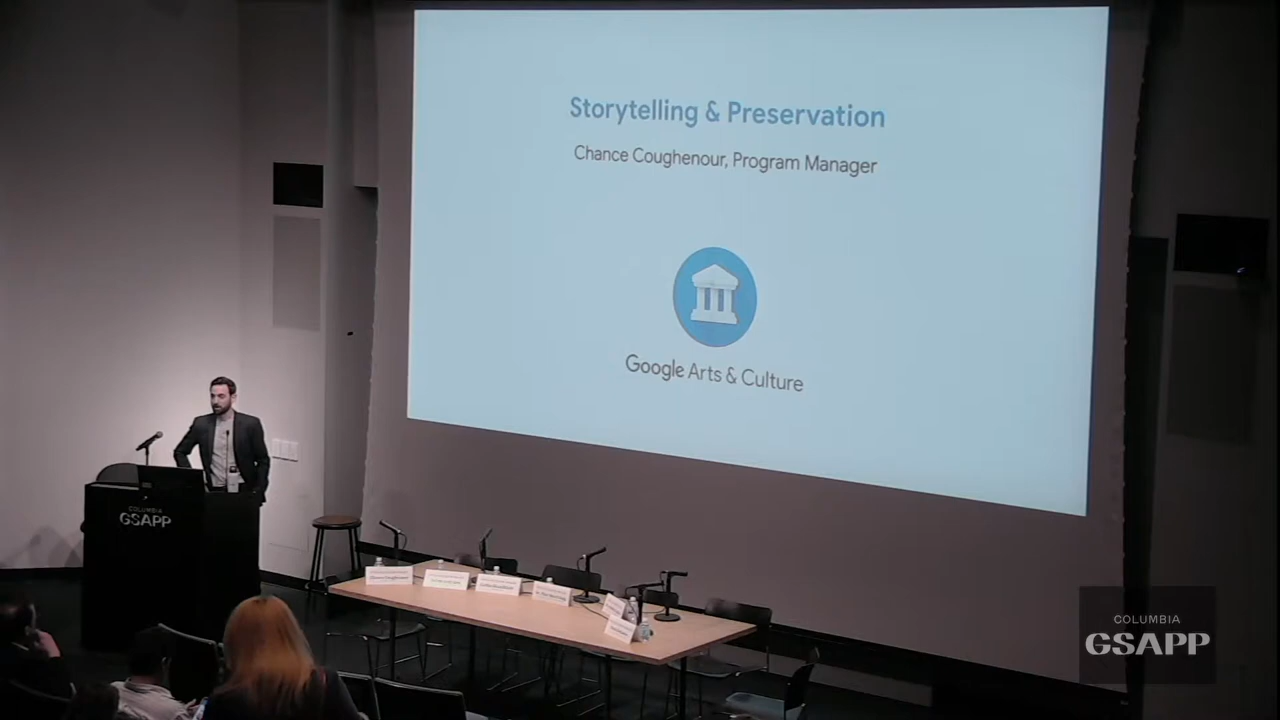 Storytelling & Preservation
Chance Coughenour, Program Manager
Google Arts & Culture
COLUMBIA
GSAPP
COLUMBIA
GSAPP